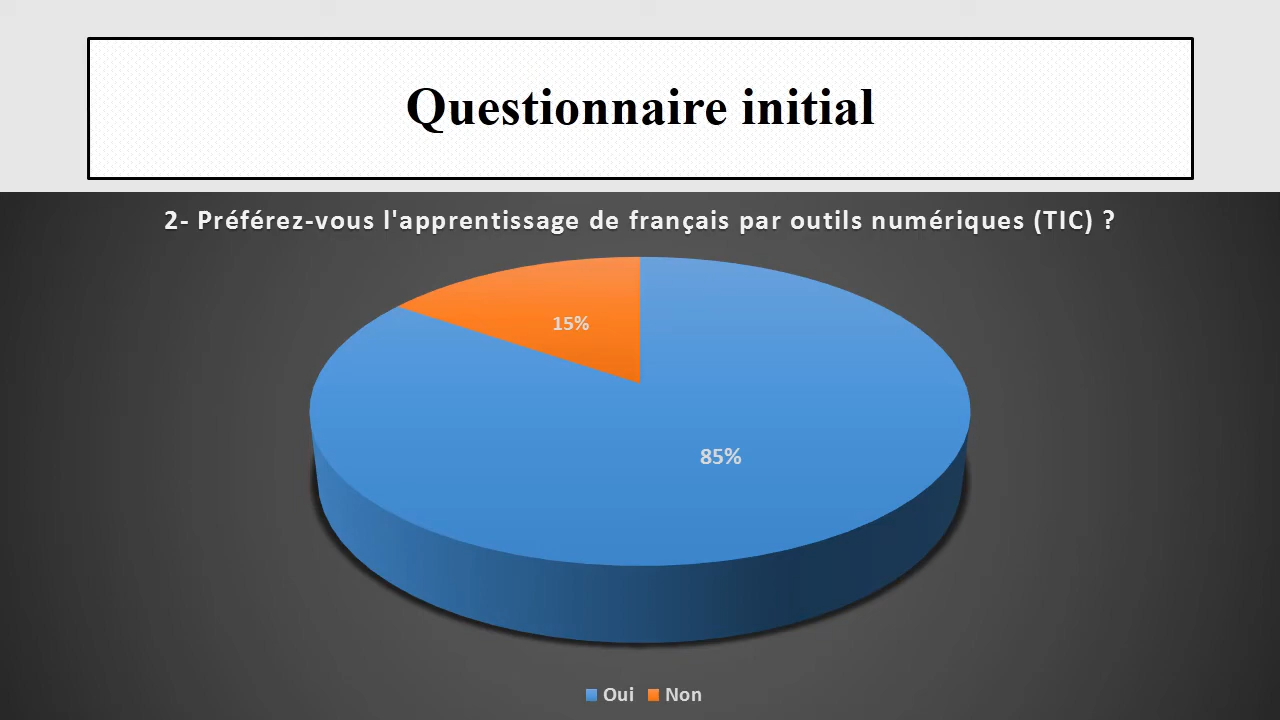 Questionnaire initial
2- Préférez-vous l'apprentissage de français par outils numériques (TIC) ?
15%
85%
Oui Non